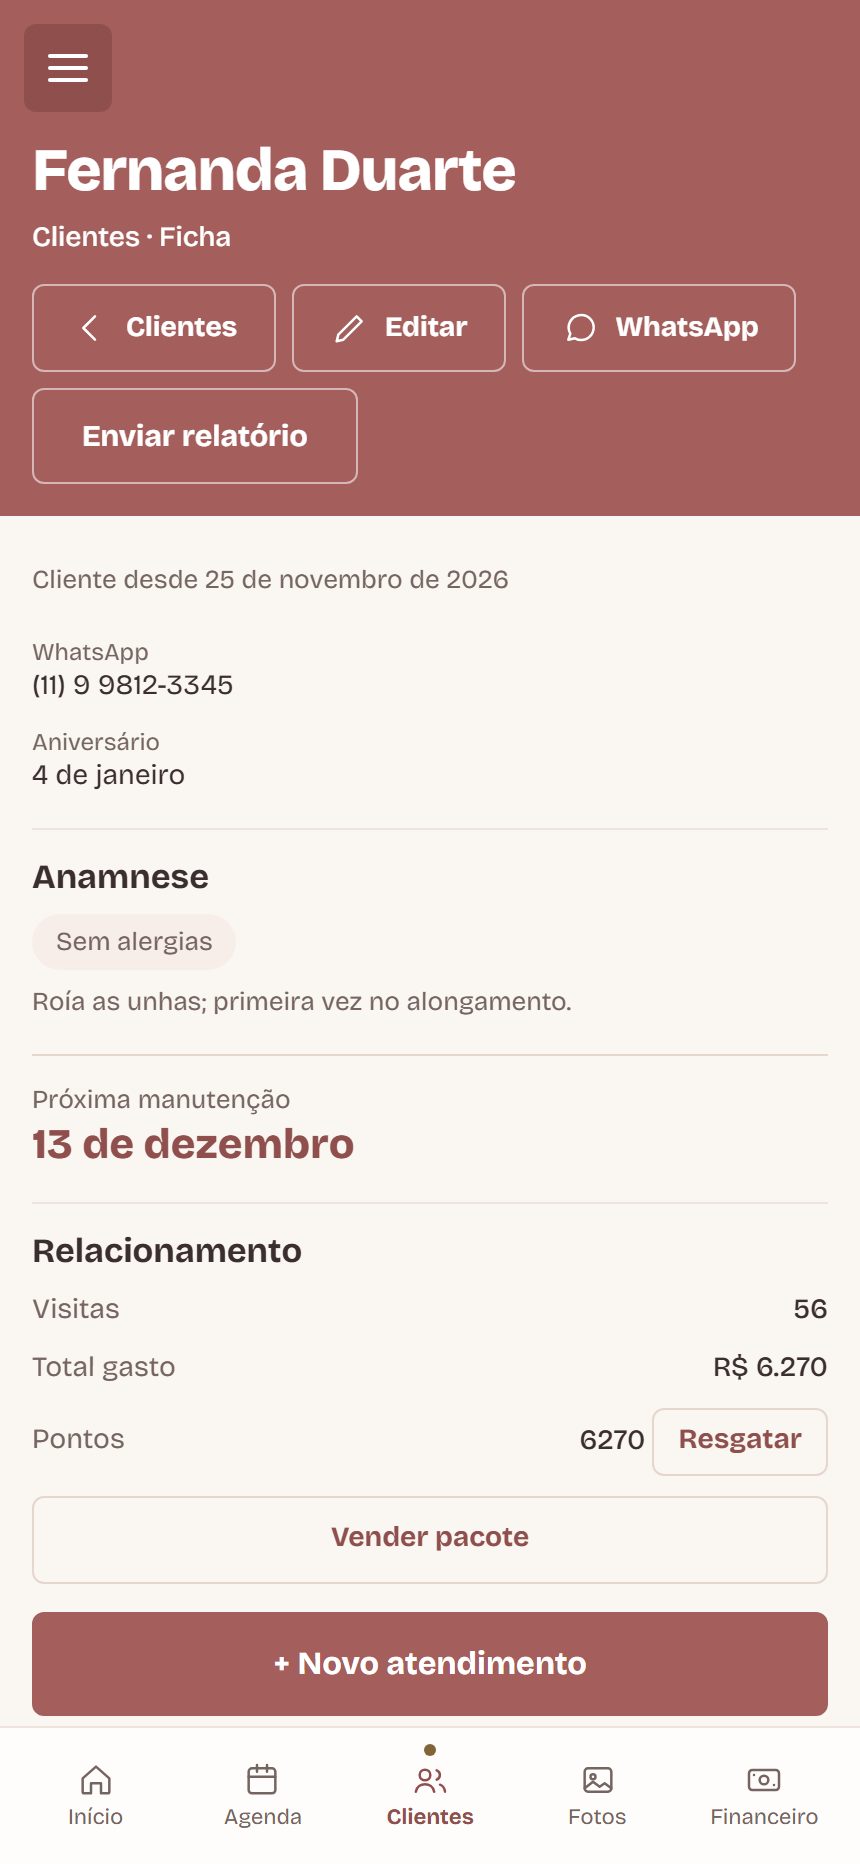 Fernanda Duarte
Clientes · Ficha
Clientes
Editar
WhatsApp
Enviar relatório
Cliente desde 25 de novembro de 2026
WhatsApp
(11) 9 9812-3345
Aniversário
4 de janeiro
Anamnese
Sem alergias
Roía as unhas; primeira vez no alongamento.
Próxima manutenção
13 de dezembro
Relacionamento
Visitas 56
Total gasto R$ 6.270
Pontos 6270 Resgatar
Vender pacote
+ Novo atendimento
Início Agenda Clientes Fotos Financeiro